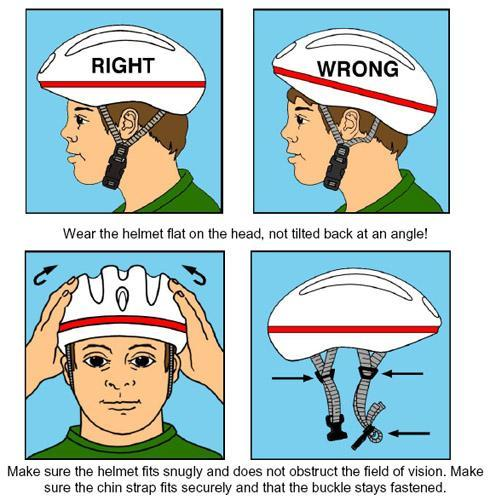 RIGHT
WRONG
Wear the helmet flat on the head, not tilted back at an angle!
Make sure the helmet fits snugly and does not obstruct the field of vision. Make
sure the chin strap fits securely and that the buckle stays fastened.